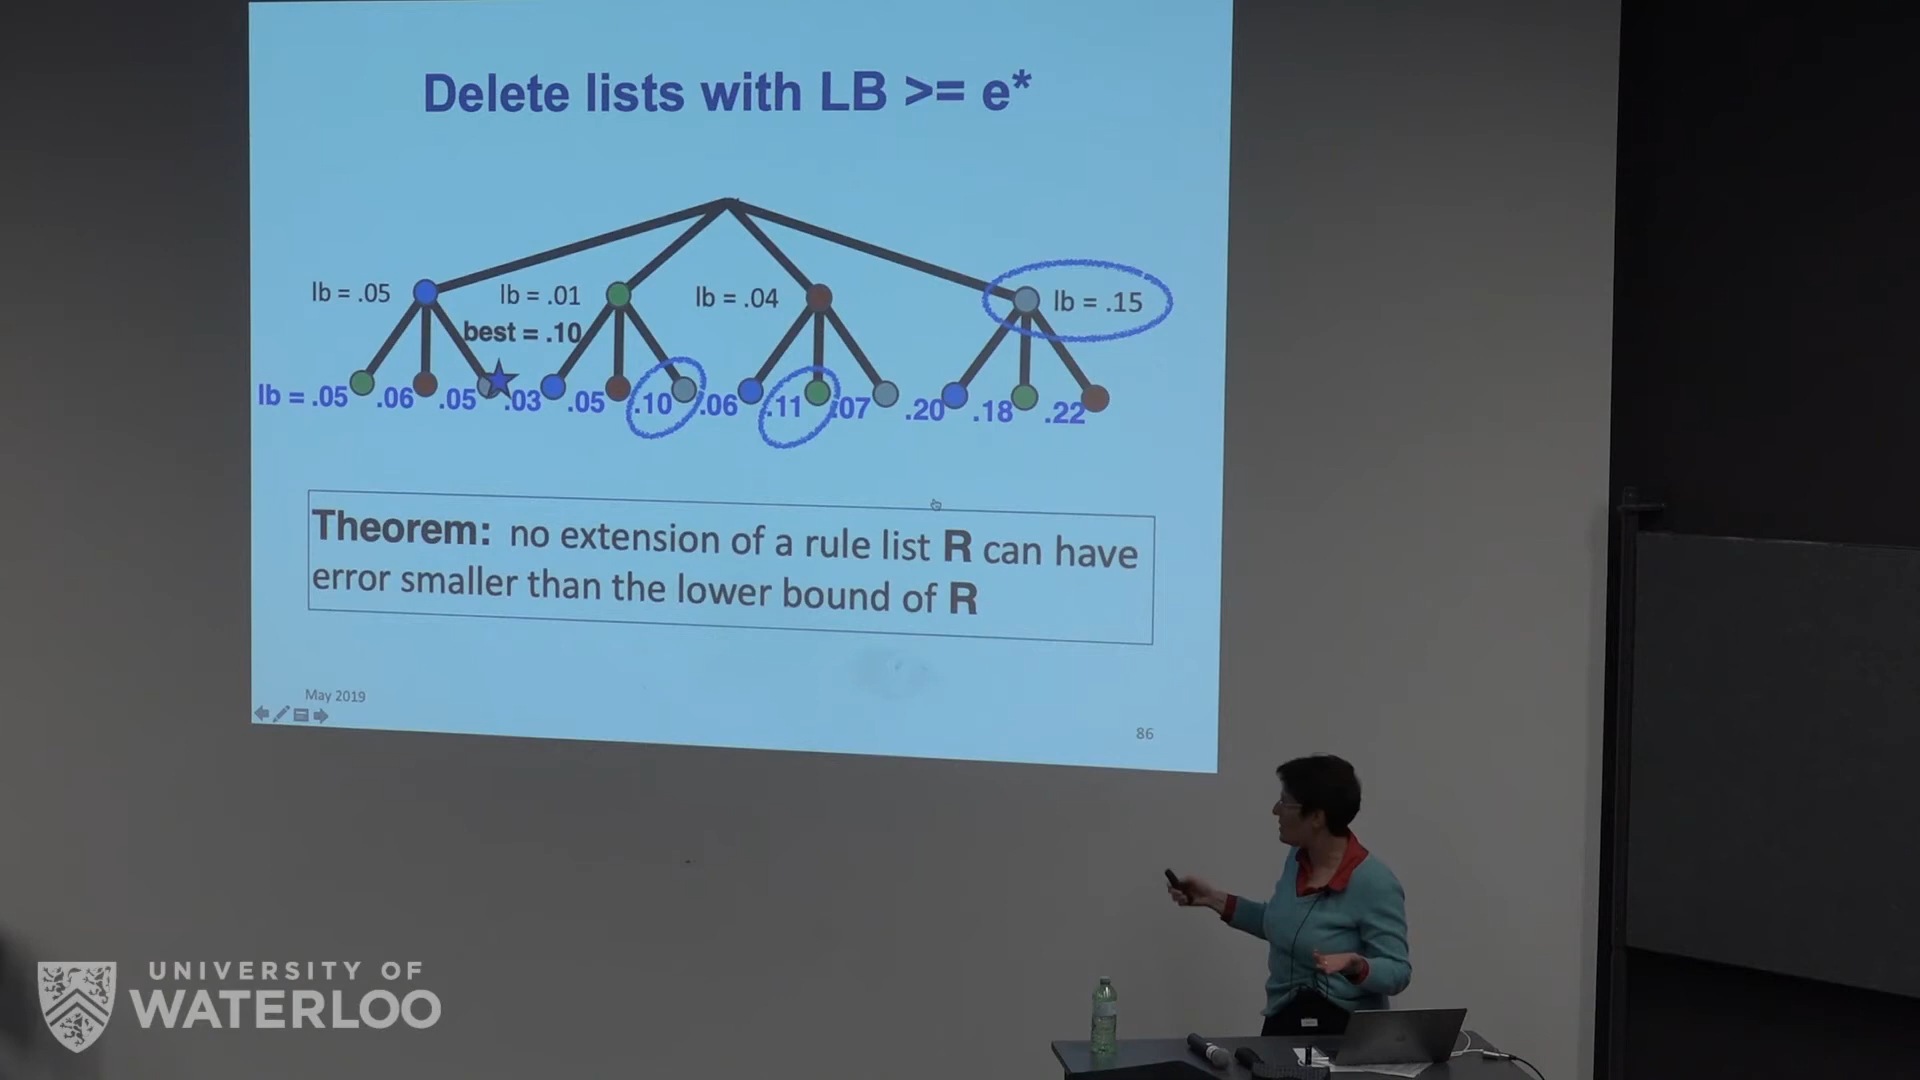 Delete lists with LB >= e*
lb = .05
lb = .01
lb = .04
lb = .15
best = .10
lb = .05 .06 .05 .03 .05 .10 .06 .11 .07 .20 .18 .22
Theorem: no extension of a rule list R can have
error smaller than the lower bound of R
May 2019
86
UNIVERSITY OF
WATERLOO